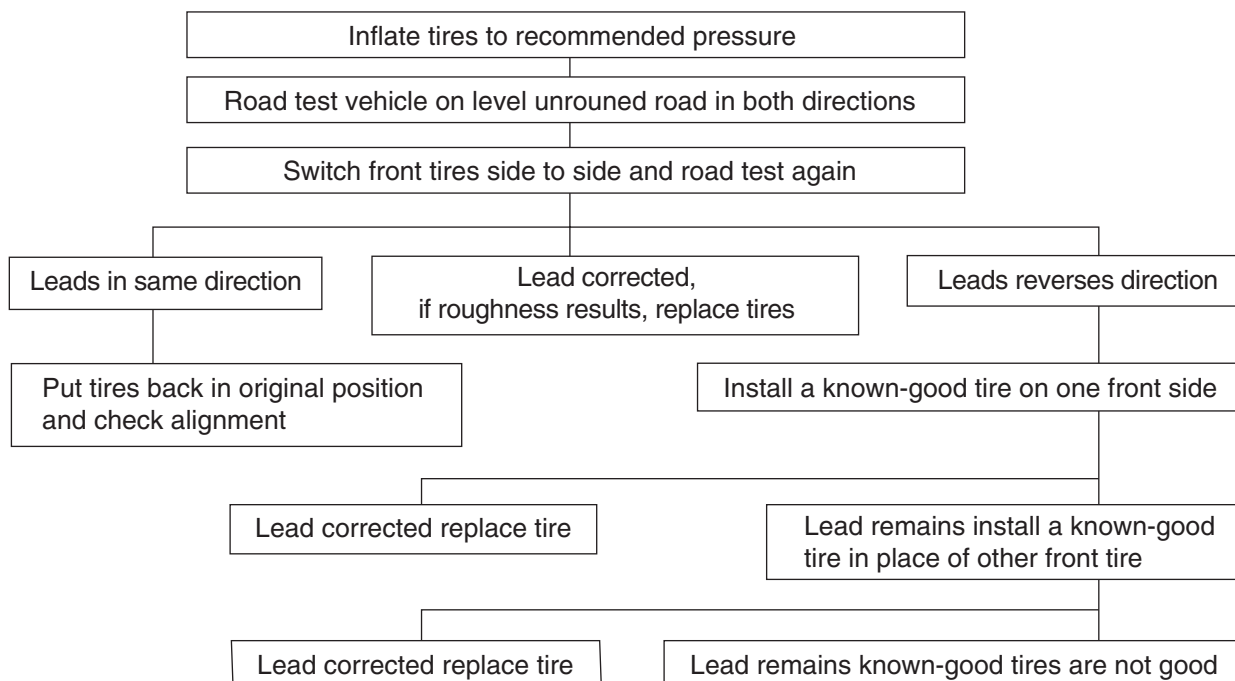 Inflate tires to recommended pressure
Road test vehicle on level unrouned road in both directions
Switch front tires side to side and road test again
Leads in same direction
Lead corrected,
if roughness results, replace tires
Leads reverses direction
Put tires back in original position
and check alignment
Install a known-good tire on one front side
Lead corrected replace tire
Lead remains install a known-good
tire in place of other front tire
Lead corrected replace tire
Lead remains known-good tires are not good